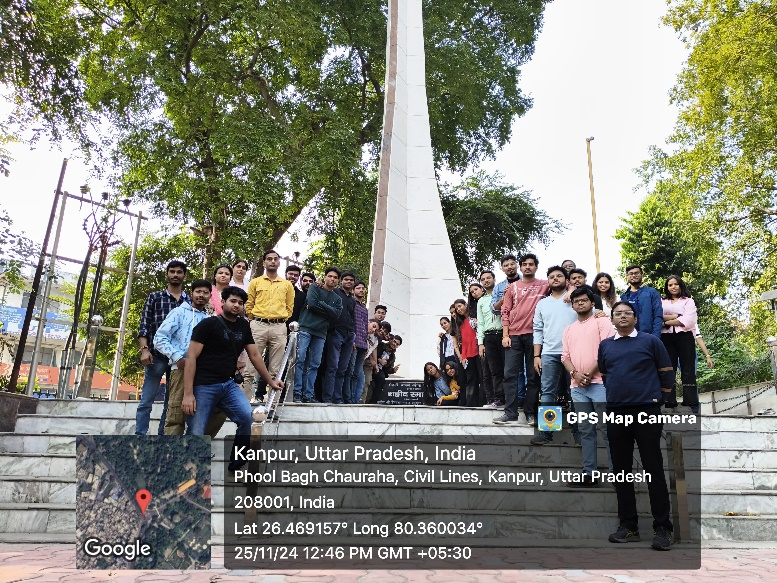 GPS Map Camera
Kanpur, Uttar Pradesh, India
Phool Bagh Chauraha, Civil Lines, Kanpur, Uttar Pradesh
208001, India
Lat 26.469157° Long 80.360034°
25/11/24 12:46 PM GMT +05:30
Google